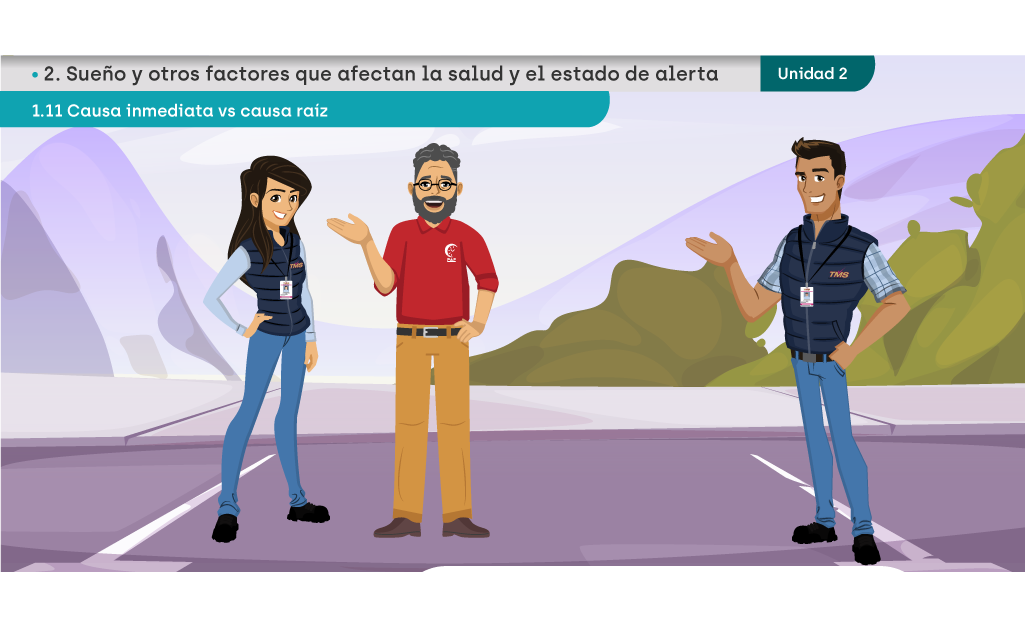 • 2. Sueño y otros factores que afectan la salud y el estado de alerta
Unidad 2
1.11 Causa inmediata vs causa raíz
TMS
TMS